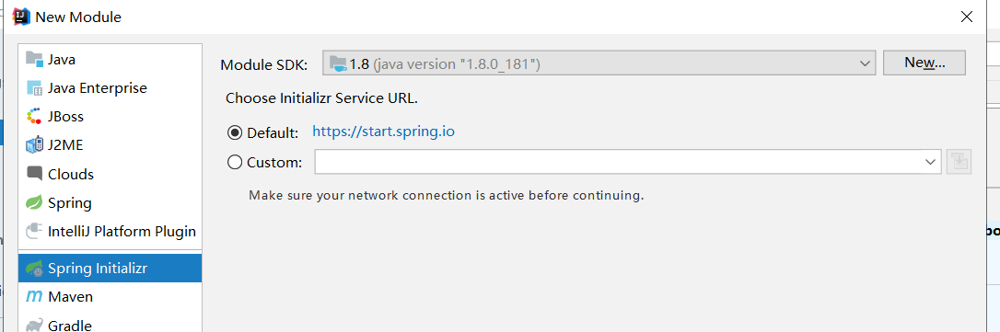 New Module
Java
Java Enterprise
JBoss
J2ME
Clouds
Spring
IntelliJ Platform Plugin
Spring Initializr
Maven
Gradle
Module SDK: 1.8 (java version "1.8.0_181") New...
Choose Initializr Service URL.
Default: https://start.spring.io
Custom:
Make sure your network connection is active before continuing.